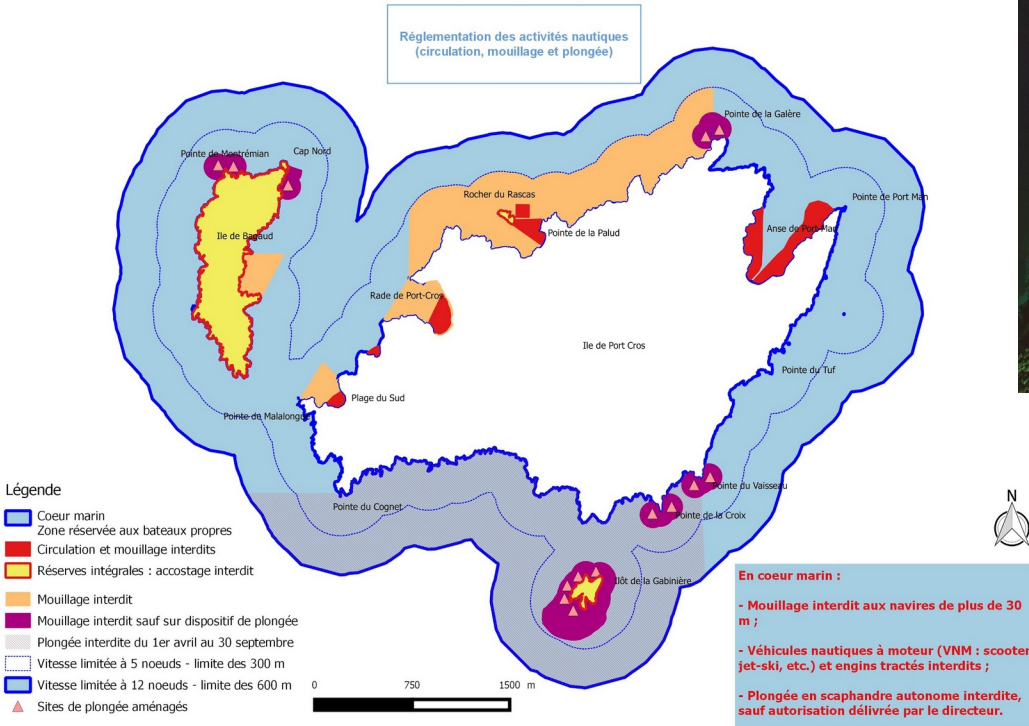 Réglementation des activités nautiques
(circulation, mouillage et plongée)
Pointe de la Galère
Pointe de Montrémian
Cap Nord
Rocher du Rascas
Pointe de Port Man
Ile de Bagaud
Pointe de la Palud
Anse de Port-Man
Rade de Port-Cros
Ile de Port Cros
Pointe du Tuf
Plage du Sud
Pointe de Malalongue
Pointe du Vaisseau
Pointe du Cognet
Pointe de la Croix
Ilôt de la Gabinière
Légende
Coeur marin
Zone réservée aux bateaux propres
Circulation et mouillage interdits
Réserves intégrales : accostage interdit
Mouillage interdit
Mouillage interdit sauf sur dispositif de plongée
Plongée interdite du 1er avril au 30 septembre
Vitesse limitée à 5 noeuds - limite des 300 m
Vitesse limitée à 12 noeuds - limite des 600 m
Sites de plongée aménagés
0 750 1500 m
N
En coeur marin :
- Mouillage interdit aux navires de plus de 30
m ;
- Véhicules nautiques à moteur (VNM : scooter
jet-ski, etc.) et engins tractés interdits ;
- Plongée en scaphandre autonome interdite,
sauf autorisation délivrée par le directeur.